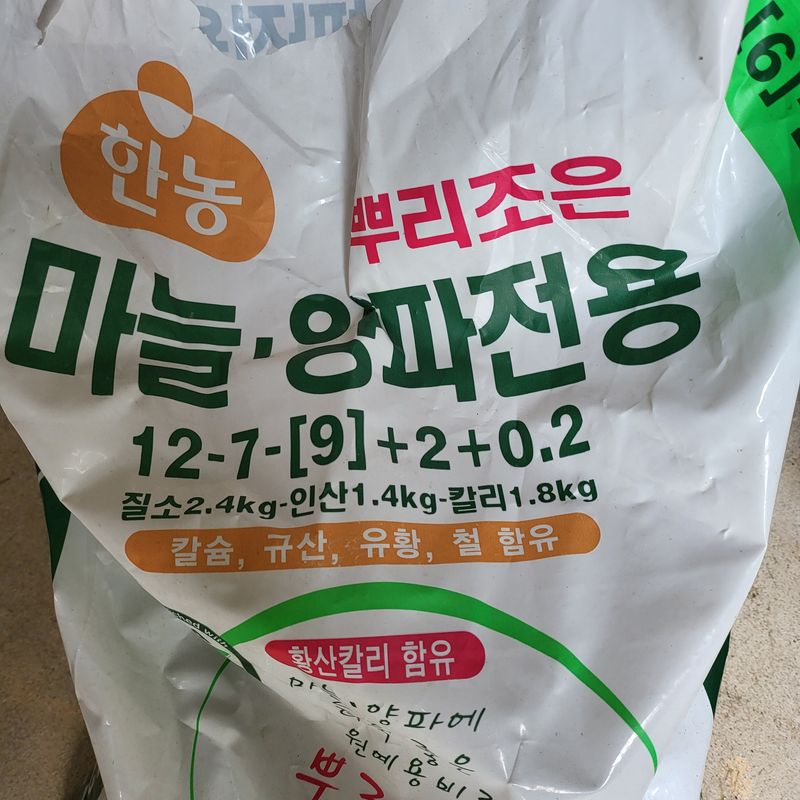 한농
뿌리조은
마늘·양파전용
12-7-[9]+2+0.2
질소2.4kg-인산1.4kg-칼리1.8kg
칼슘, 규산, 유황, 철 함유
황산칼리 함유
마늘·양파에
원예용비